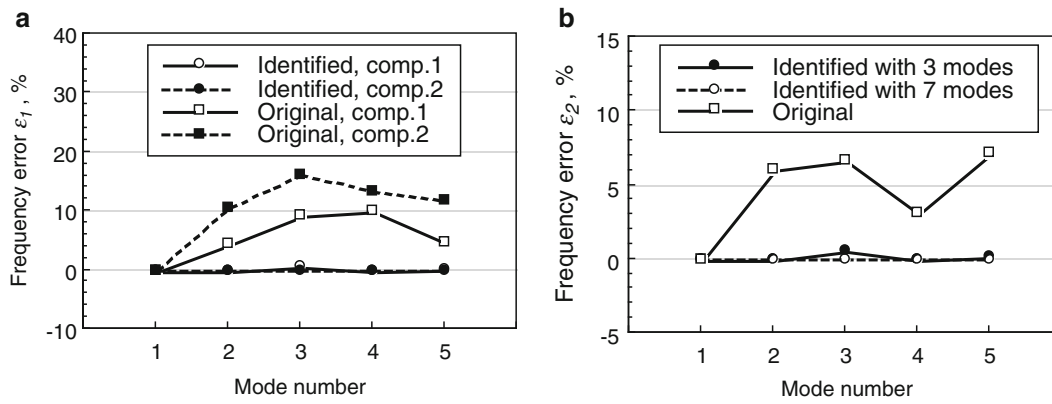 a
Frequency error ε1, %
40
30
20
10
0
-10
Identified, comp.1
Identified, comp.2
Original, comp.1
Original, comp.2
1 2 3 4 5
Mode number
b
Frequency error ε2, %
15
10
5
0
-5
Identified with 3 modes
Identified with 7 modes
Original
1 2 3 4 5
Mode number